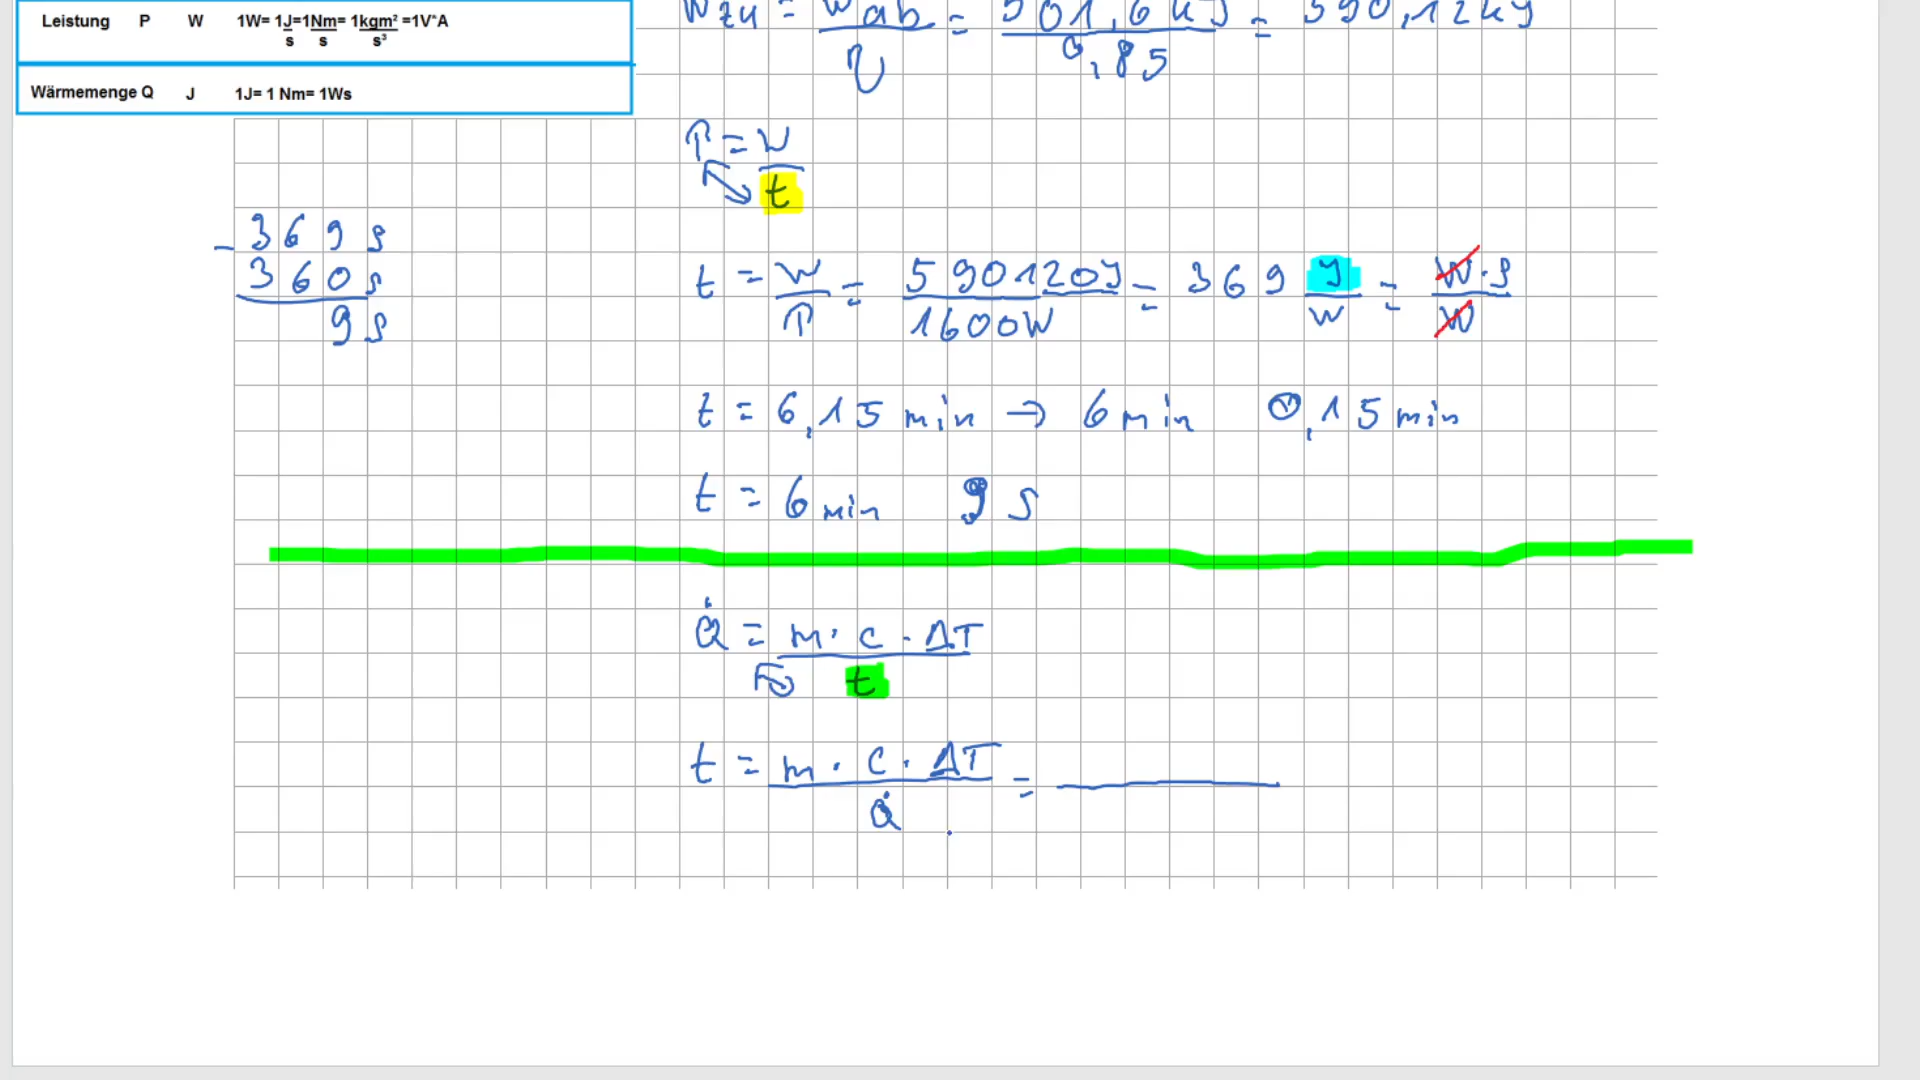 Leistung P W 1W= 1J=1Nm= 1kgm² =1V*A
s s s³
Wärmemenge Q J 1J= 1 Nm= 1Ws
Wzu = Wab = 501,6 kJ = 590,12 kJ
η 0,85
P = W
t
- 369 s
360 s
9 s
t = W = 590120J = 369 J = W·s
P 1600W W W
t = 6,15 min → 6 min 0,15 min
t = 6 min 9 s
Q̇ = m · c · ΔT
t
t = m · c · ΔT =
Q̇